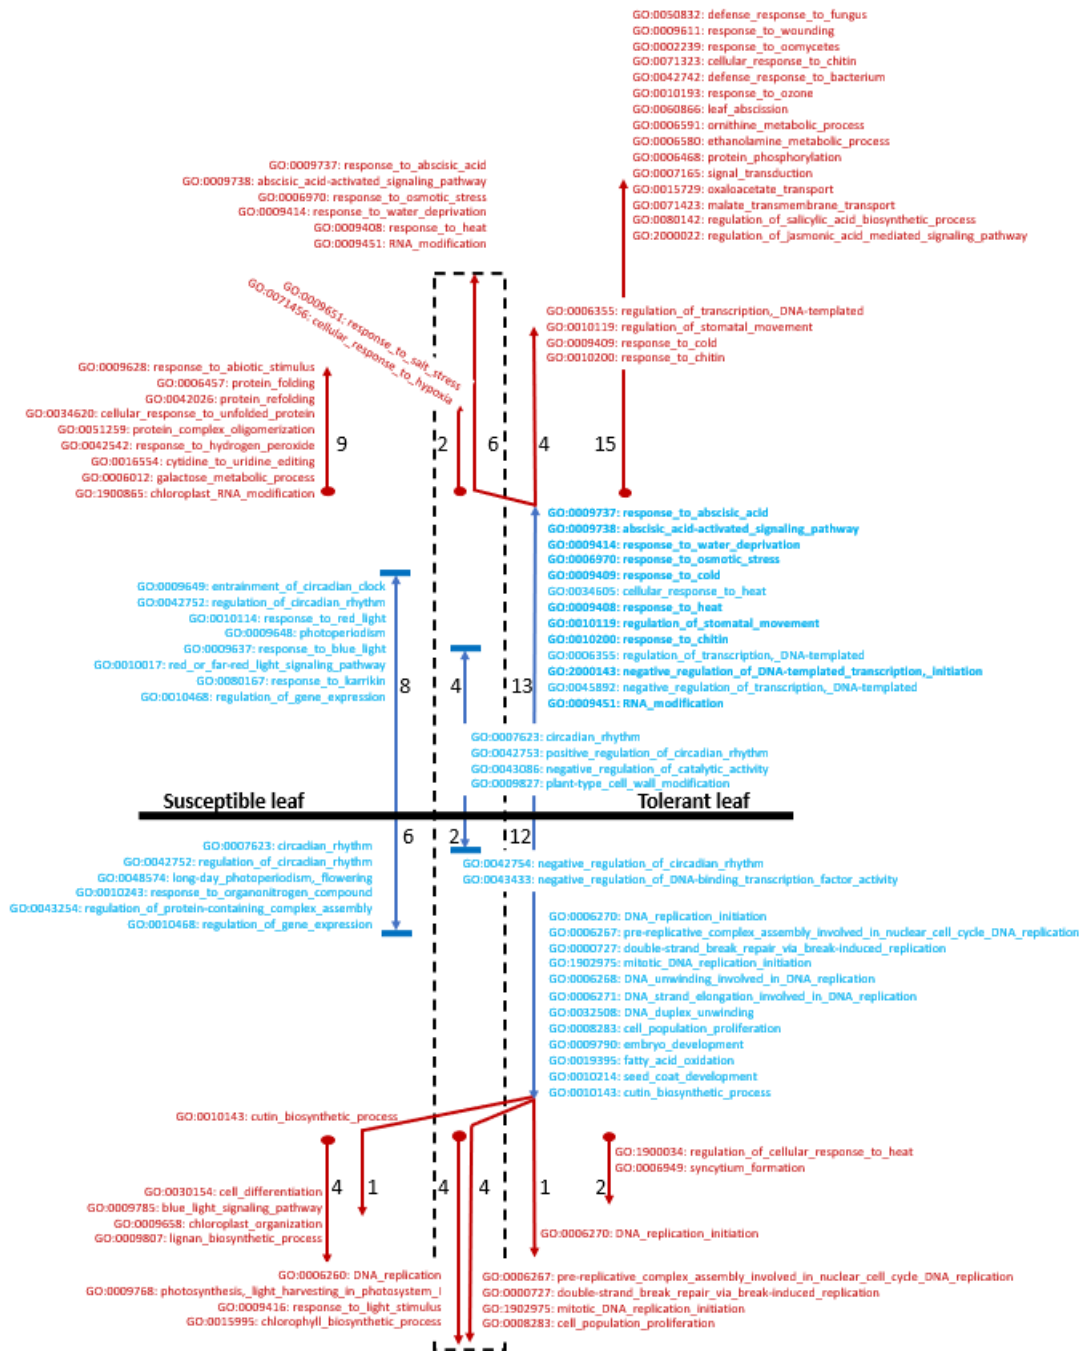 GO:0050832: defense_response_to_fungus
GO:0009611: response_to_wounding
GO:0002239: response_to_oomycetes
GO:0071323: cellular_response_to_chitin
GO:0042742: defense_response_to_bacterium
GO:0010193: response_to_ozone
GO:0060866: leaf_abscission
GO:0006591: ornithine_metabolic_process
GO:0006580: ethanolamine_metabolic_process
GO:0006468: protein_phosphorylation
GO:0007165: signal_transduction
GO:0015729: oxaloacetate_transport
GO:0071423: malate_transmembrane_transport
GO:0080142: regulation_of_salicylic_acid_biosynthetic_process
GO:2000022: regulation_of_jasmonic_acid_mediated_signaling_pathway
GO:0009737: response_to_abscisic_acid
GO:0009738: abscisic_acid-activated_signaling_pathway
GO:0006970: response_to_osmotic_stress
GO:0009414: response_to_water_deprivation
GO:0009408: response_to_heat
GO:0009451: RNA_modification
GO:0009651: response_to_salt_stress
GO:0071456: cellular_response_to_hypoxia
GO:0006355: regulation_of_transcription,_DNA-templated
GO:0010119: regulation_of_stomatal_movement
GO:0009409: response_to_cold
GO:0010200: response_to_chitin
GO:0009628: response_to_abiotic_stimulus
GO:0006457: protein_folding
GO:0042026: protein_refolding
GO:0034620: cellular_response_to_unfolded_protein
GO:0051259: protein_complex_oligomerization
GO:0042542: response_to_hydrogen_peroxide
GO:0016554: cytidine_to_uridine_editing
GO:0006012: galactose_metabolic_process
GO:1900865: chloroplast_RNA_modification
9
2
6
4
15
GO:0009737: response_to_abscisic_acid
GO:0009738: abscisic_acid-activated_signaling_pathway
GO:0009414: response_to_water_deprivation
GO:0006970: response_to_osmotic_stress
GO:0009409: response_to_cold
GO:0034605: cellular_response_to_heat
GO:0009408: response_to_heat
GO:0010119: regulation_of_stomatal_movement
GO:0010200: response_to_chitin
GO:0006355: regulation_of_transcription,_DNA-templated
GO:2000143: negative_regulation_of_DNA-templated_transcription,_initiation
GO:0045892: negative_regulation_of_transcription,_DNA-templated
GO:0009451: RNA_modification
GO:0009649: entrainment_of_circadian_clock
GO:0042752: regulation_of_circadian_rhythm
GO:0010114: response_to_red_light
GO:0009648: photoperiodism
GO:0009637: response_to_blue_light
GO:0010017: red_or_far-red_light_signaling_pathway
GO:0080167: response_to_karrikin
GO:0010468: regulation_of_gene_expression
8
4
13
GO:0007623: circadian_rhythm
GO:0042753: positive_regulation_of_circadian_rhythm
GO:0043086: negative_regulation_of_catalytic_activity
GO:0009827: plant-type_cell_wall_modification
Susceptible leaf
Tolerant leaf
6
2
12
GO:0007623: circadian_rhythm
GO:0042752: regulation_of_circadian_rhythm
GO:0048574: long-day_photoperiodism,_flowering
GO:0010243: response_to_organonitrogen_compound
GO:0043254: regulation_of_protein-containing_complex_assembly
GO:0010468: regulation_of_gene_expression
GO:0042754: negative_regulation_of_circadian_rhythm
GO:0043433: negative_regulation_of_DNA-binding_transcription_factor_activity
GO:0006270: DNA_replication_initiation
GO:0006267: pre-replicative_complex_assembly_involved_in_nuclear_cell_cycle_DNA_replication
GO:0000727: double-strand_break_repair_via_break-induced_replication
GO:1902975: mitotic_DNA_replication_initiation
GO:0006268: DNA_unwinding_involved_in_DNA_replication
GO:0006271: DNA_strand_elongation_involved_in_DNA_replication
GO:0032508: DNA_duplex_unwinding
GO:0008283: cell_population_proliferation
GO:0009790: embryo_development
GO:0019395: fatty_acid_oxidation
GO:0010214: seed_coat_development
GO:0010143: cutin_biosynthetic_process
GO:0010143: cutin_biosynthetic_process
GO:1900034: regulation_of_cellular_response_to_heat
GO:0006949: syncytium_formation
4
1
4
4
1
2
GO:0030154: cell_differentiation
GO:0009785: blue_light_signaling_pathway
GO:0009658: chloroplast_organization
GO:0009807: lignan_biosynthetic_process
GO:0006270: DNA_replication_initiation
GO:0006260: DNA_replication
GO:0009768: photosynthesis,_light_harvesting_in_photosystem_I
GO:0009416: response_to_light_stimulus
GO:0015995: chlorophyll_biosynthetic_process
GO:0006267: pre-replicative_complex_assembly_involved_in_nuclear_cell_cycle_DNA_replication
GO:0000727: double-strand_break_repair_via_break-induced_replication
GO:1902975: mitotic_DNA_replication_initiation
GO:0008283: cell_population_proliferation